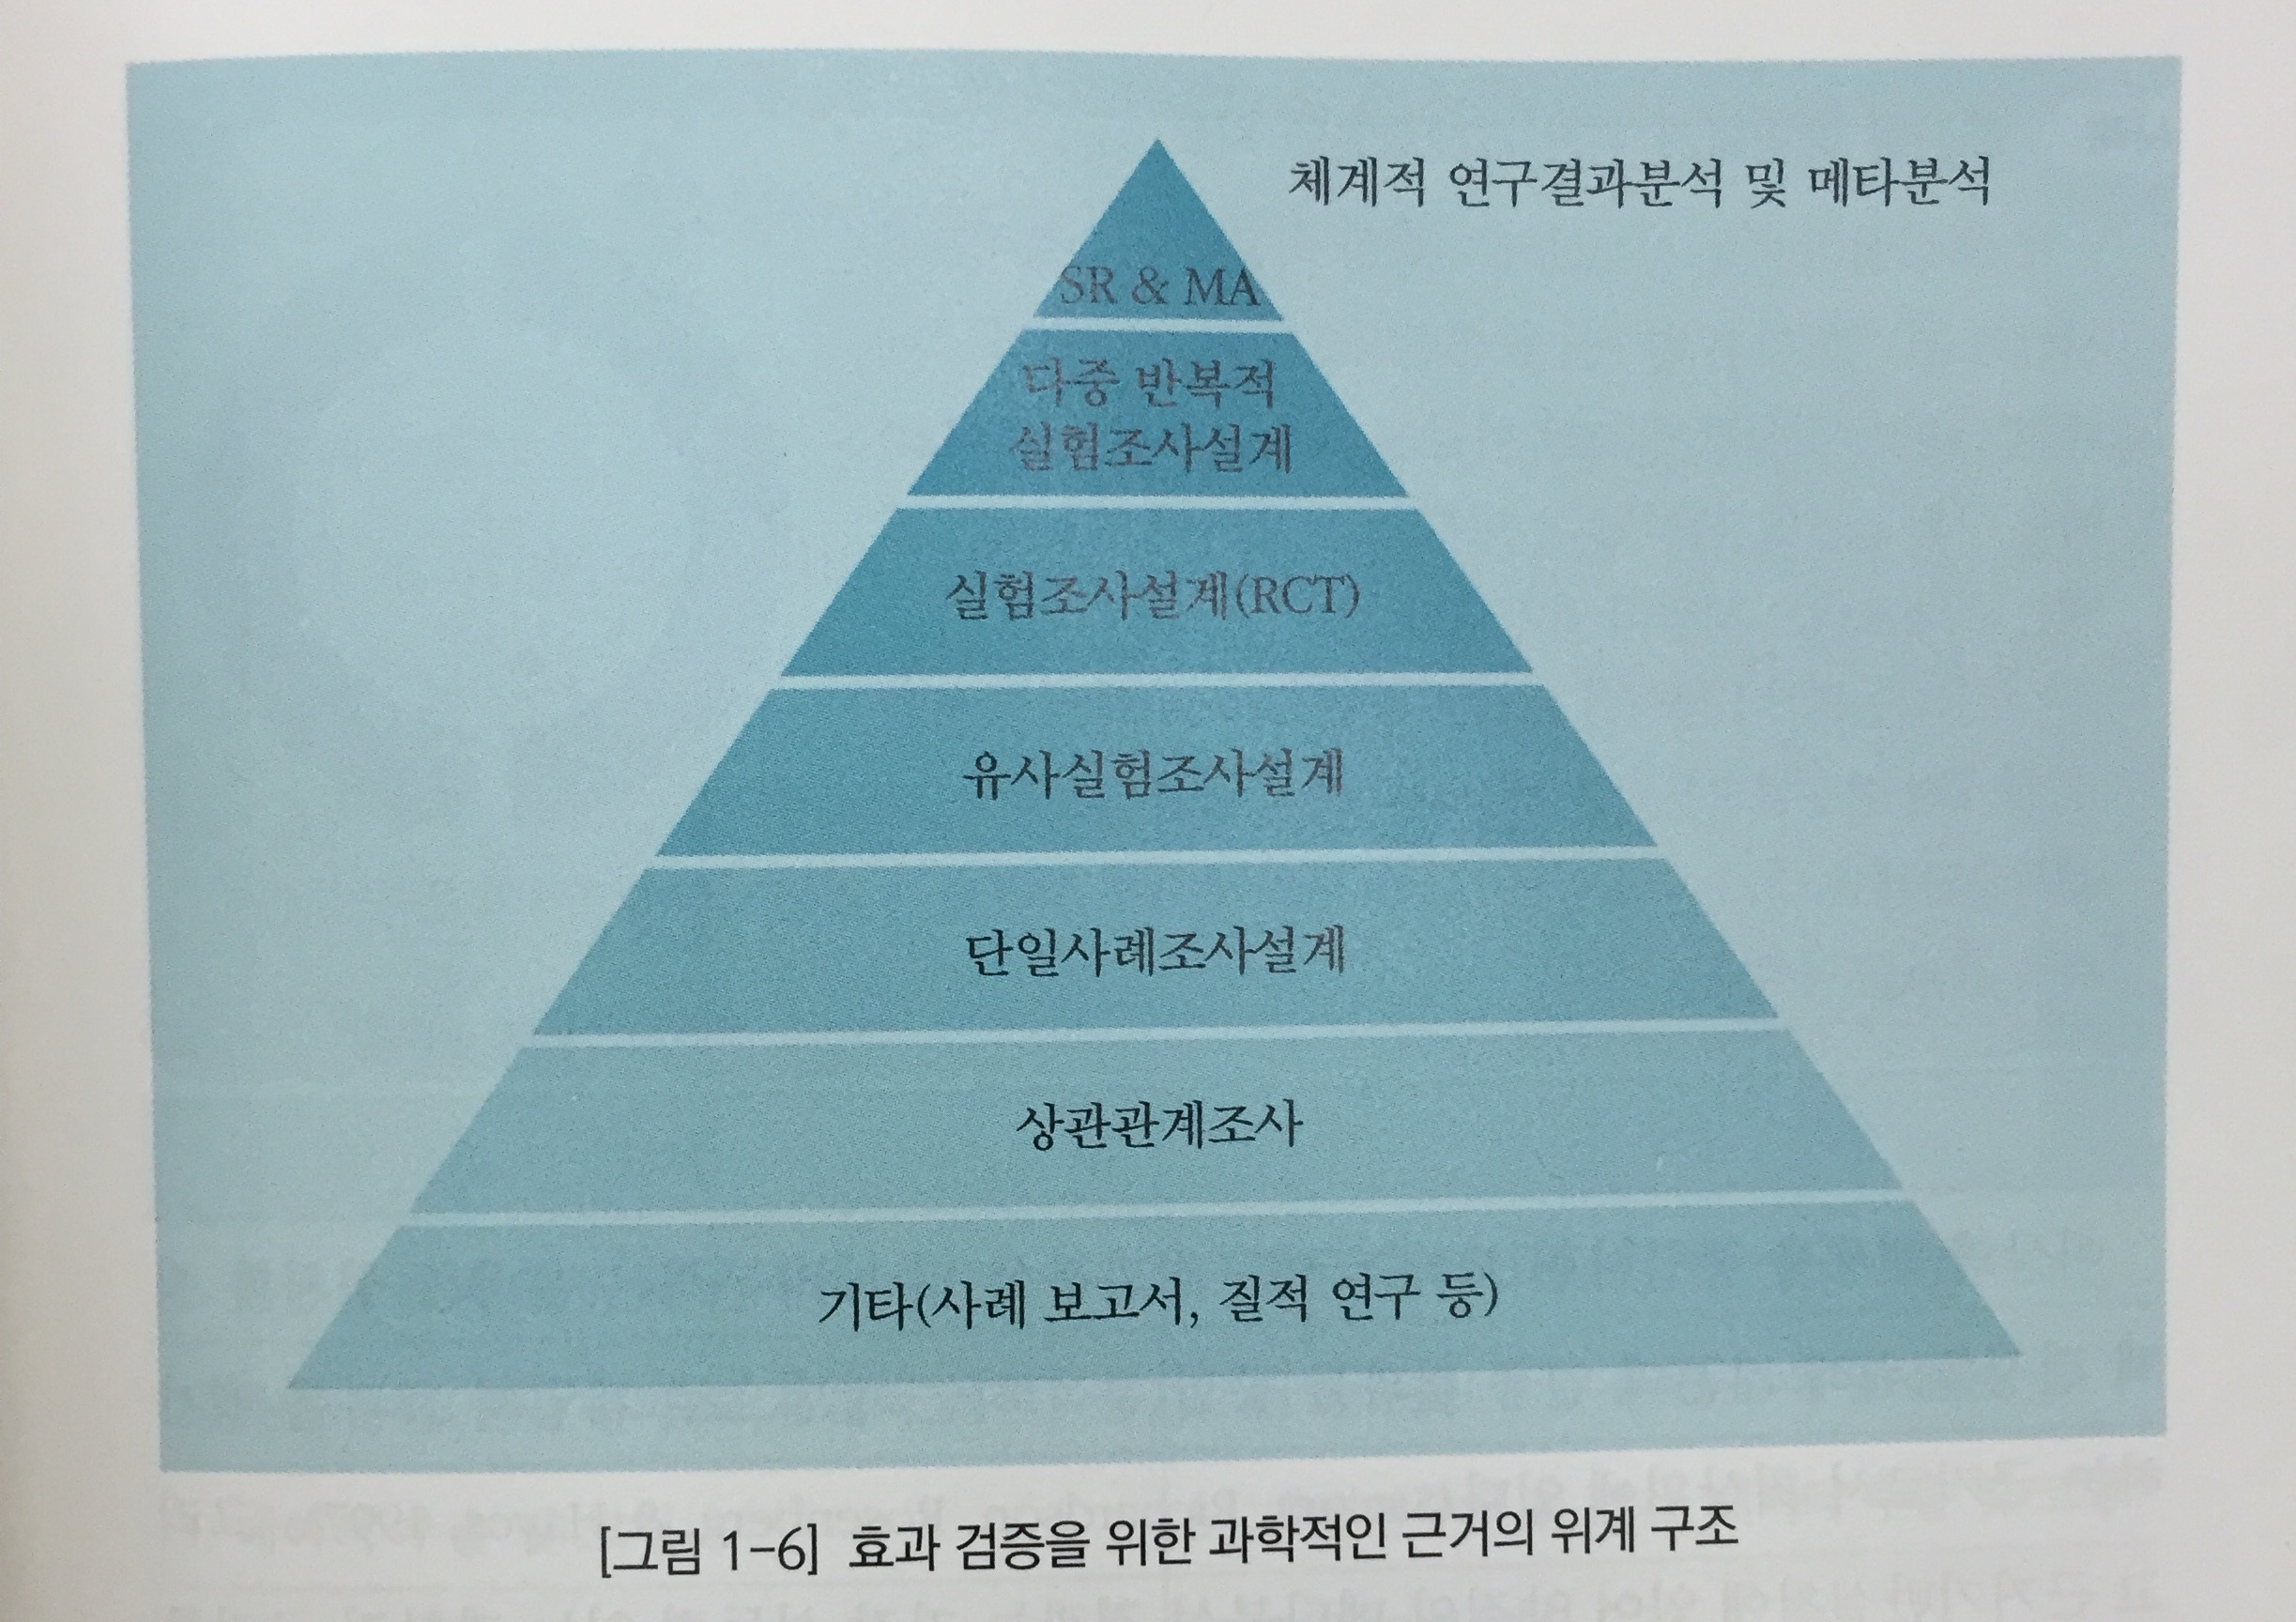 체계적 연구결과분석 및 메타분석
SR & MA
다중 반복적
실험조사설계
실험조사설계(RCT)
유사실험조사설계
단일사례조사설계
상관관계조사
기타(사례 보고서, 질적 연구 등)
[그림 1-6] 효과 검증을 위한 과학적인 근거의 위계 구조